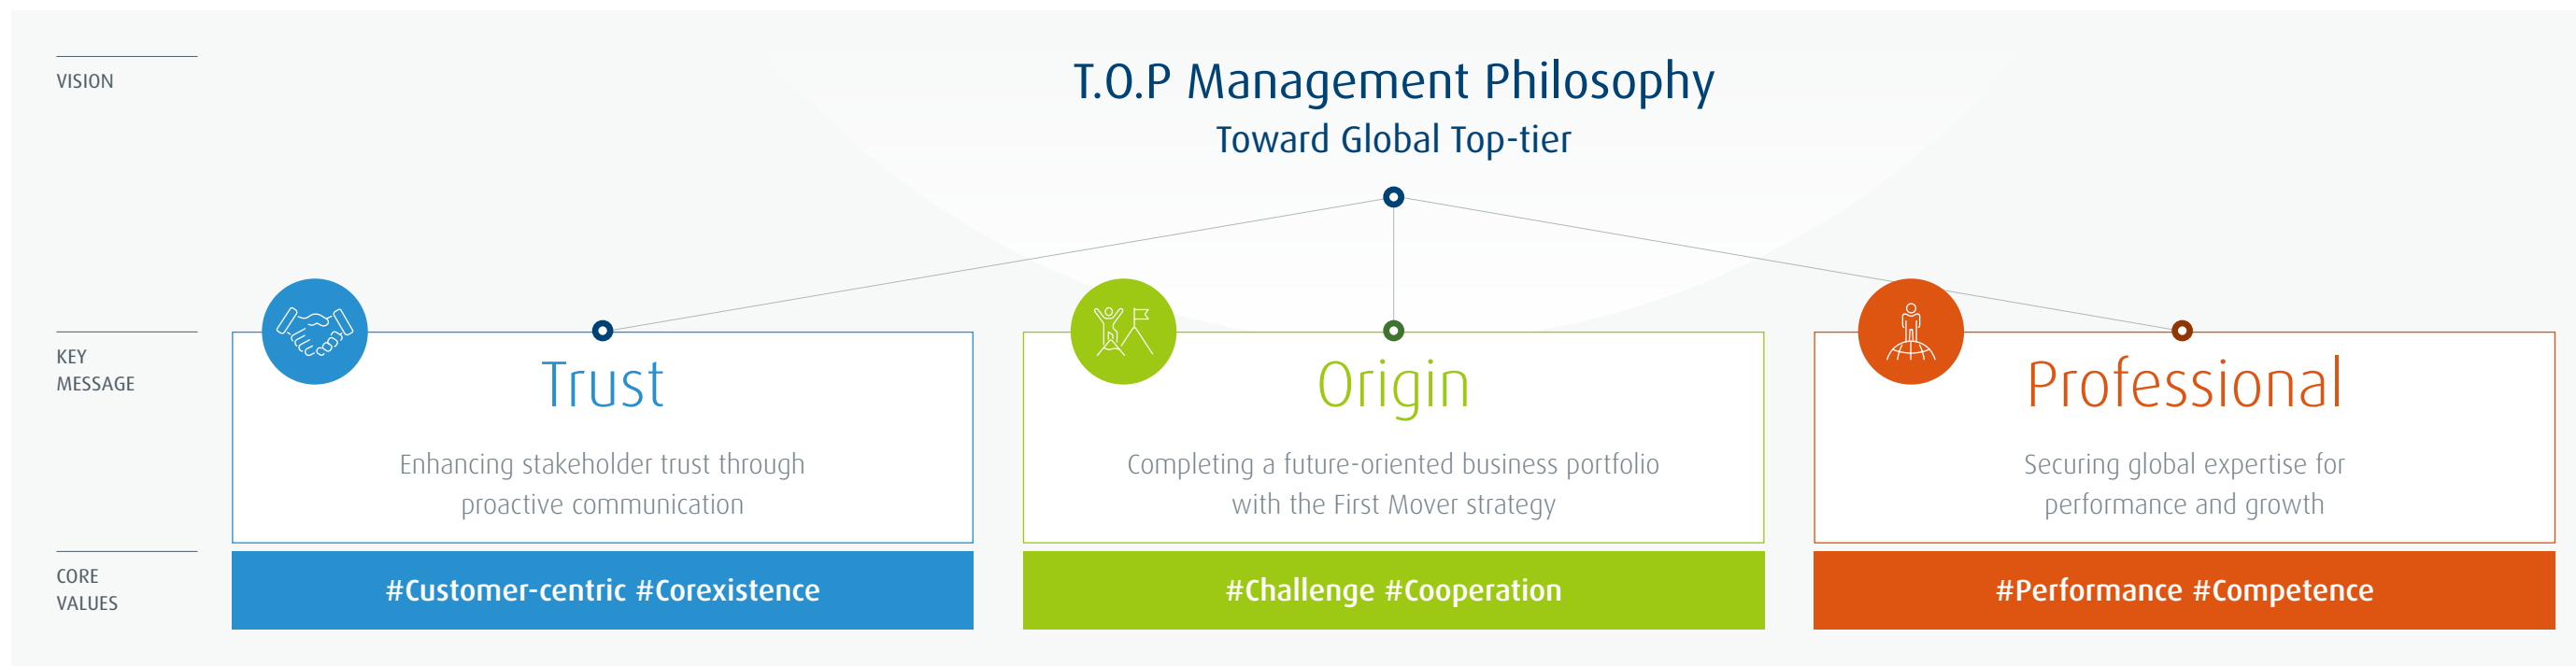 VISION
T.O.P Management Philosophy
Toward Global Top-tier
KEY
MESSAGE
Trust
Enhancing stakeholder trust through
proactive communication
Origin
Completing a future-oriented business portfolio
with the First Mover strategy
Professional
Securing global expertise for
performance and growth
CORE
VALUES
#Customer-centric #Corexistence
#Challenge #Cooperation
#Performance #Competence